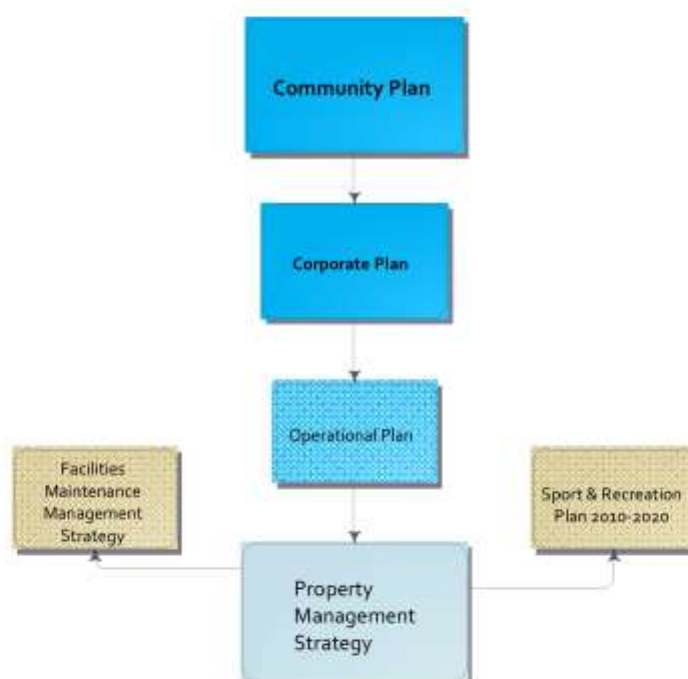 Community Plan
Corporate Plan
Operational Plan
Facilities
Maintenance
Management
Strategy
Sport & Recreation
Plan 2010-2020
Property
Management
Strategy